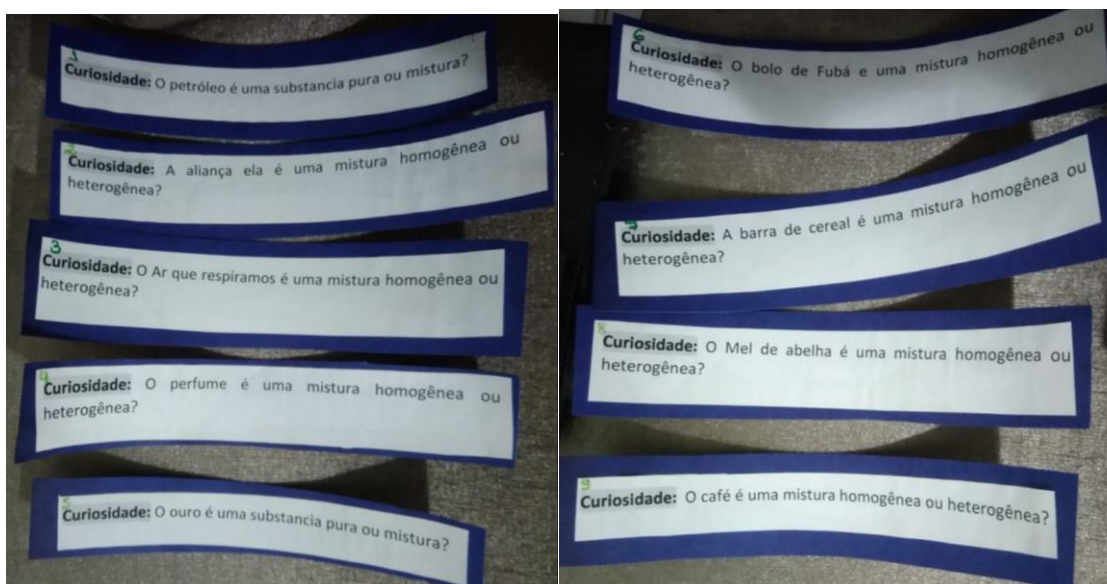 1
Curiosidade: O petróleo é uma substancia pura ou mistura?
2
Curiosidade: A aliança ela é uma mistura homogênea ou
heterogênea?
3
Curiosidade: O Ar que respiramos é uma mistura homogênea ou
heterogênea?
4
Curiosidade: O perfume é uma mistura homogênea ou
heterogênea?
5
Curiosidade: O ouro é uma substancia pura ou mistura?
6
Curiosidade: O bolo de Fubá e uma mistura homogênea ou
heterogênea?
7
Curiosidade: A barra de cereal é uma mistura homogênea ou
heterogênea?
8
Curiosidade: O Mel de abelha é uma mistura homogênea ou
heterogênea?
9
Curiosidade: O café é uma mistura homogênea ou heterogênea?